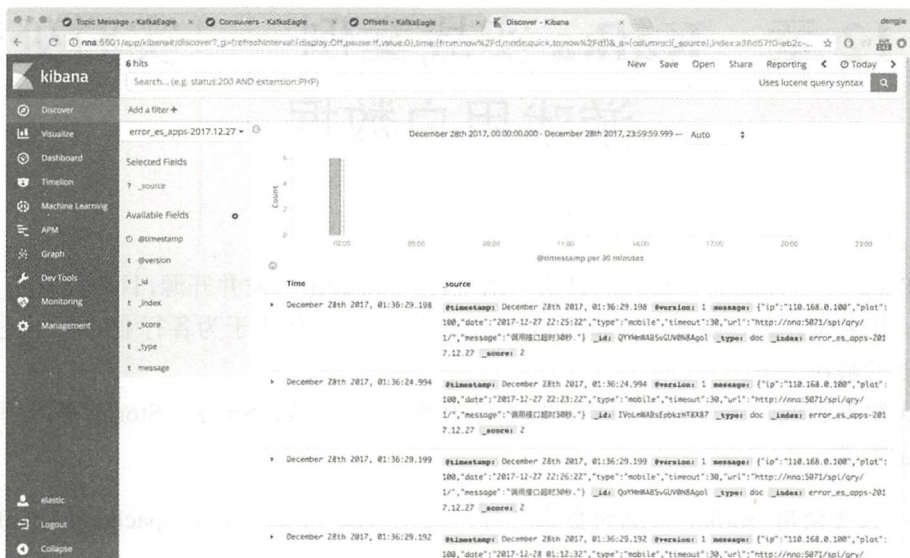 Topic Message - KafkaEagle × Consumers - KafkaEagle × Offsets - KafkaEagle × Discover - Kibana × dengjie
kibana
Discover
Visualize
Dashboard
Timelion
Machine Learning
APM
Graph
Dev Tools
Monitoring
Management
elastic
Logout
Collapse
6 hits
New Save Open Share Reporting Today
Search... (e.g. status:200 AND extension:PHP)
Uses lucene query syntax
Add a filter +
error_es_apps-2017.12.27
Selected Fields
? _source
Available Fields
@timestamp
t @version
t _id
t _index
# _score
t _type
t message
December 28th 2017, 00:00:00.000 - December 28th 2017, 23:59:59.999 — Auto
Count
6
4
2
0
02:00 05:00 08:00 11:00 14:00 17:00 20:00 23:00
@timestamp per 30 minutes
Time _source
December 28th 2017, 01:36:29.198 @timestamp: December 28th 2017, 01:36:29.198 @version: 1 message: {"ip":"110.168.0.100","plat":
100,"date":"2017-12-27 22:25:22","type":"mobile","timeout":30,"url":"http://nna:5071/spi/qry/
1/","message":"调用接口超时30秒."} _id: _type: doc _index: error_es_apps-201
7.12.27 _score: 2
December 28th 2017, 01:36:24.994 @timestamp: December 28th 2017, 01:36:24.994 @version: 1 message: {"ip":"110.168.0.100","plat":
100,"date":"2017-12-27 22:23:22","type":"mobile","timeout":30,"url":"http://nna:5071/spi/qry/
1/","message":"调用接口超时30秒."} _id: _type: doc _index: error_es_apps-201
7.12.27 _score: 2
December 28th 2017, 01:36:29.199 @timestamp: December 28th 2017, 01:36:29.199 @version: 1 message: {"ip":"110.168.0.100","plat":
100,"date":"2017-12-27 22:26:22","type":"mobile","timeout":30,"url":"http://nna:5071/spi/qry/
1/","message":"调用接口超时30秒."} _id: _type: doc _index: error_es_apps-201
7.12.27 _score: 2
December 28th 2017, 01:36:29.192 @timestamp: December 28th 2017, 01:36:29.192 @version: 1 message: {"ip":"110.168.0.100","plat":
100,"date":"2017-12-28 01:12:32","type":"mobile","timeout":30,"url":"http://nna:5071/spi/qry/